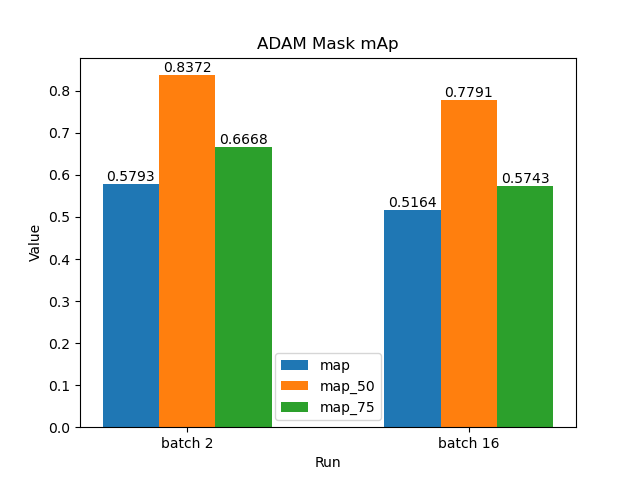 ADAM Mask mAp
Value
0.8
0.7
0.6
0.5
0.4
0.3
0.2
0.1
0.0
0.5793
0.8372
0.6668
0.5164
0.7791
0.5743
map
map_50
map_75
batch 2
batch 16
Run